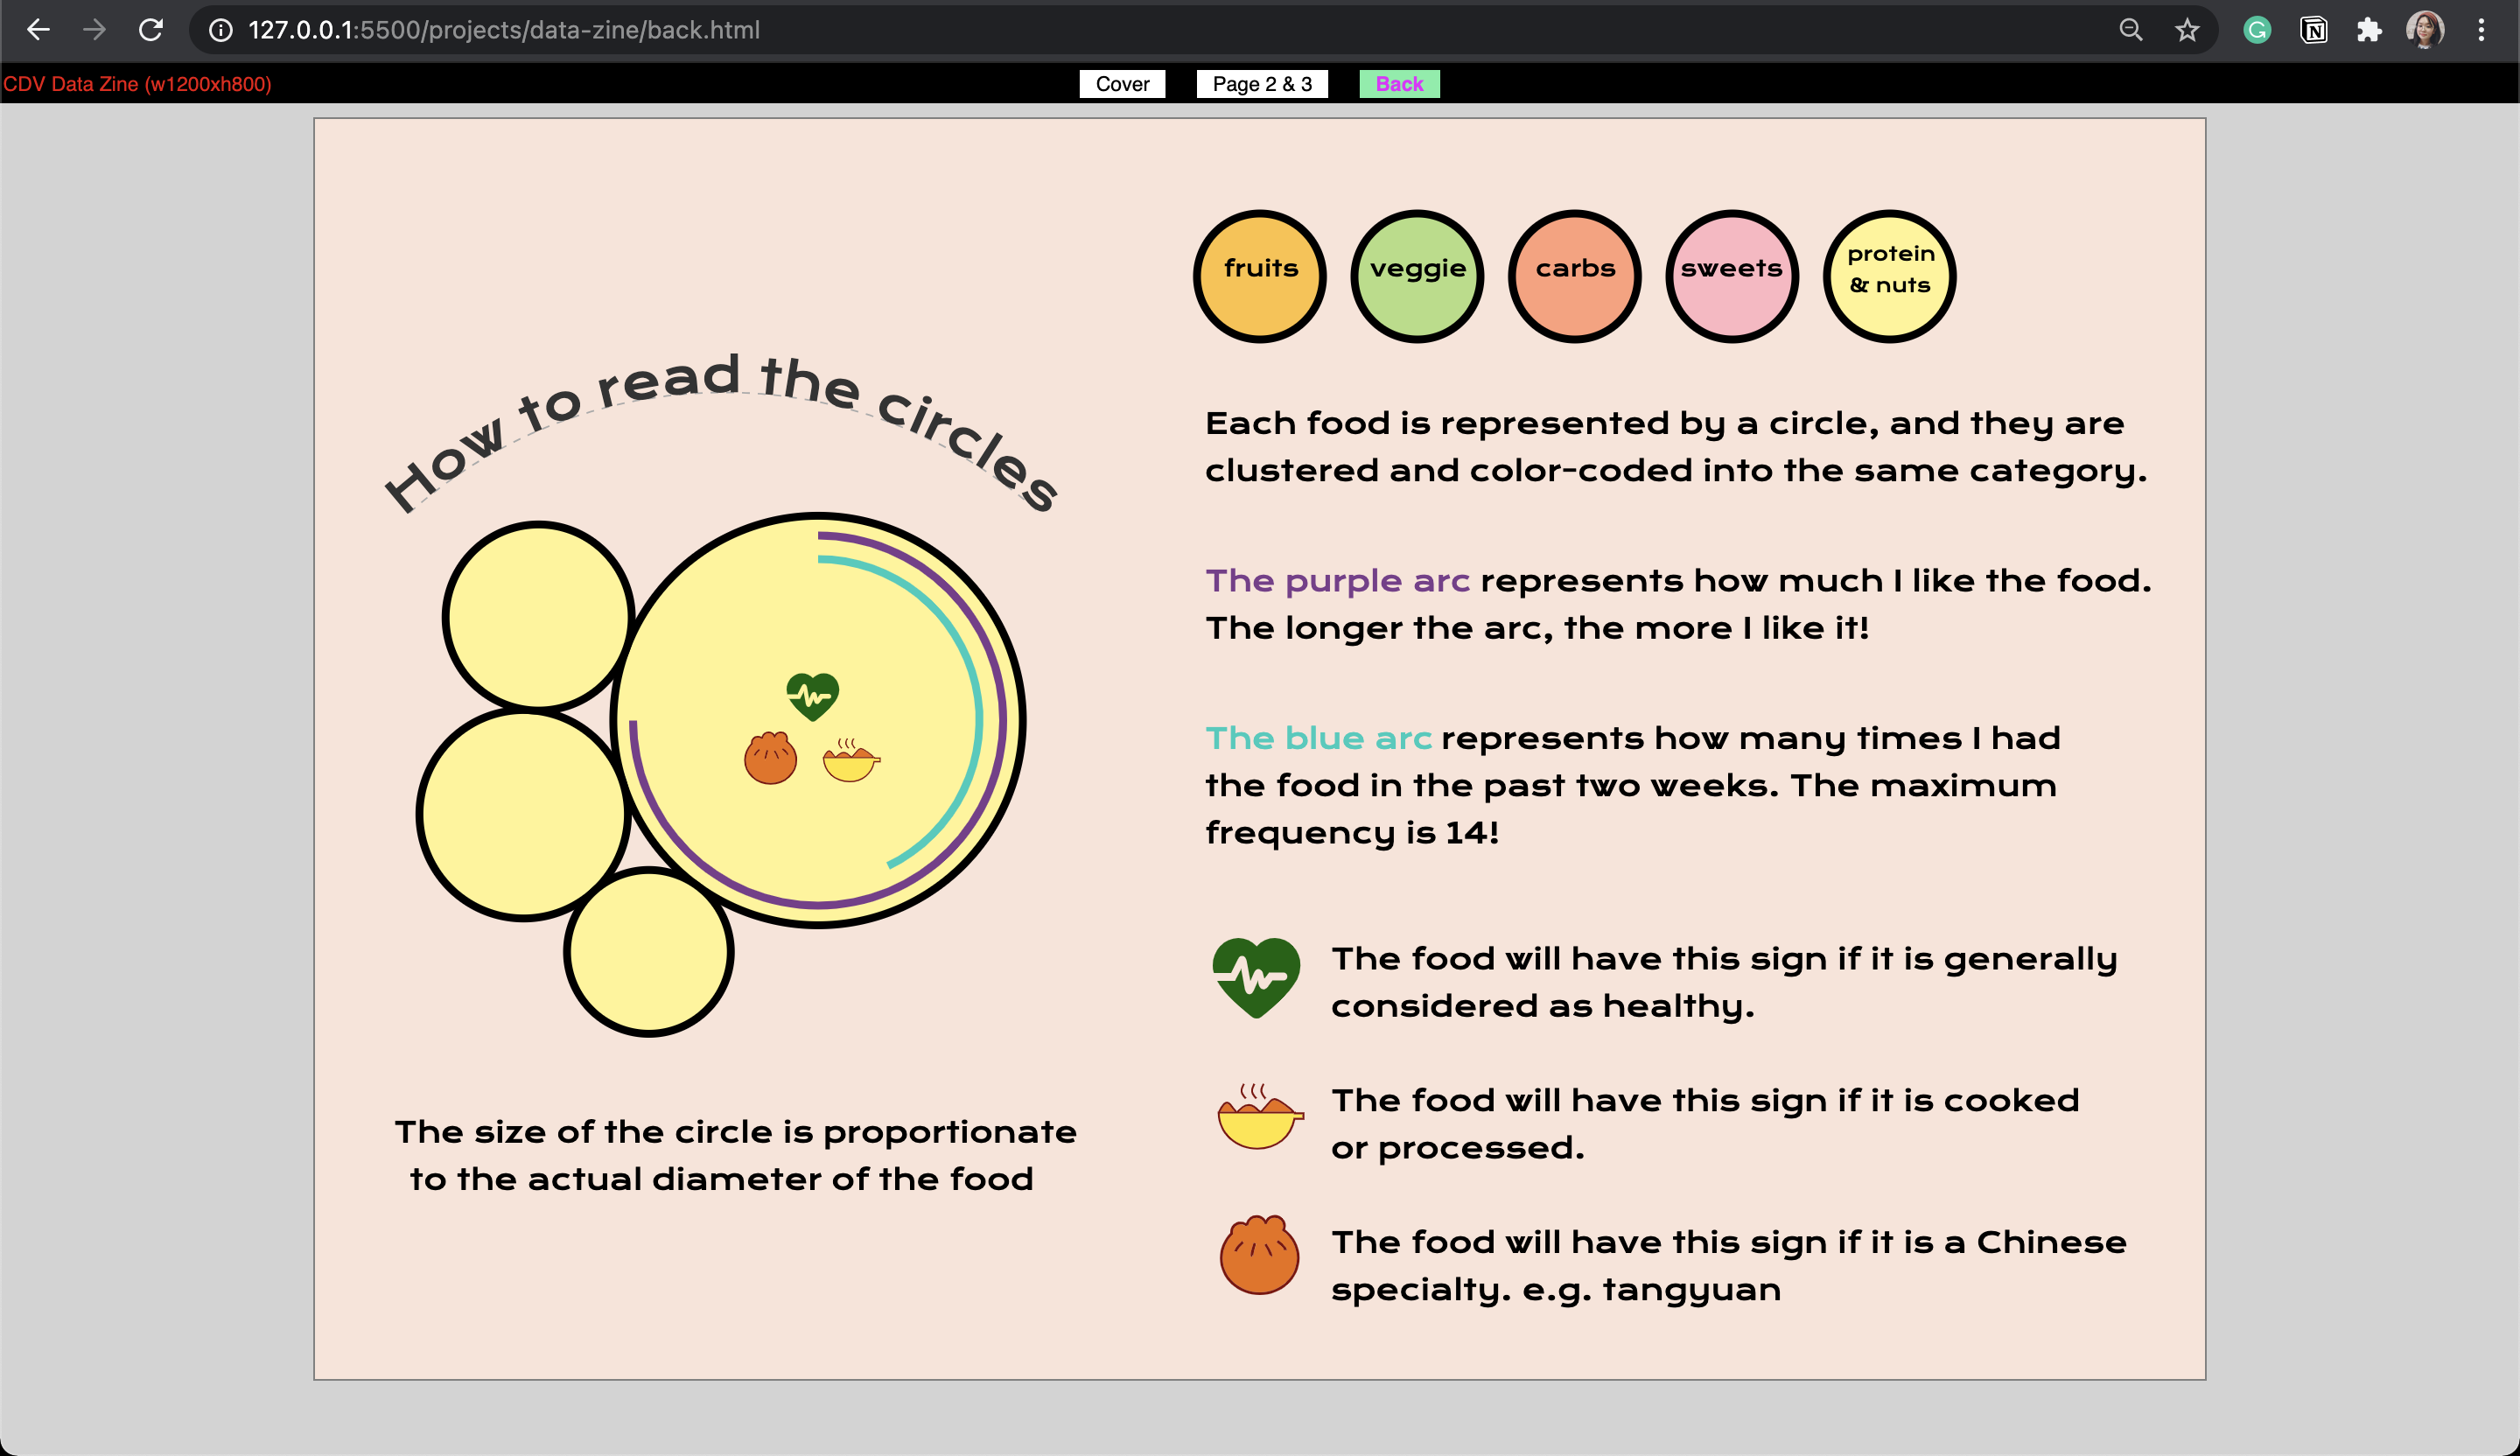 127.0.0.1:5500/projects/data-zine/back.html
CDV Data Zine (w1200xh800)
Cover
Page 2 & 3
Back
How to read the circles
The size of the circle is proportionate
to the actual diameter of the food
fruits
veggie
carbs
sweets
protein
& nuts
Each food is represented by a circle, and they are
clustered and color-coded into the same category.
The purple arc represents how much I like the food.
The longer the arc, the more I like it!
The blue arc represents how many times I had
the food in the past two weeks. The maximum
frequency is 14!
The food will have this sign if it is generally
considered as healthy.
The food will have this sign if it is cooked
or processed.
The food will have this sign if it is a Chinese
specialty. e.g. tangyuan